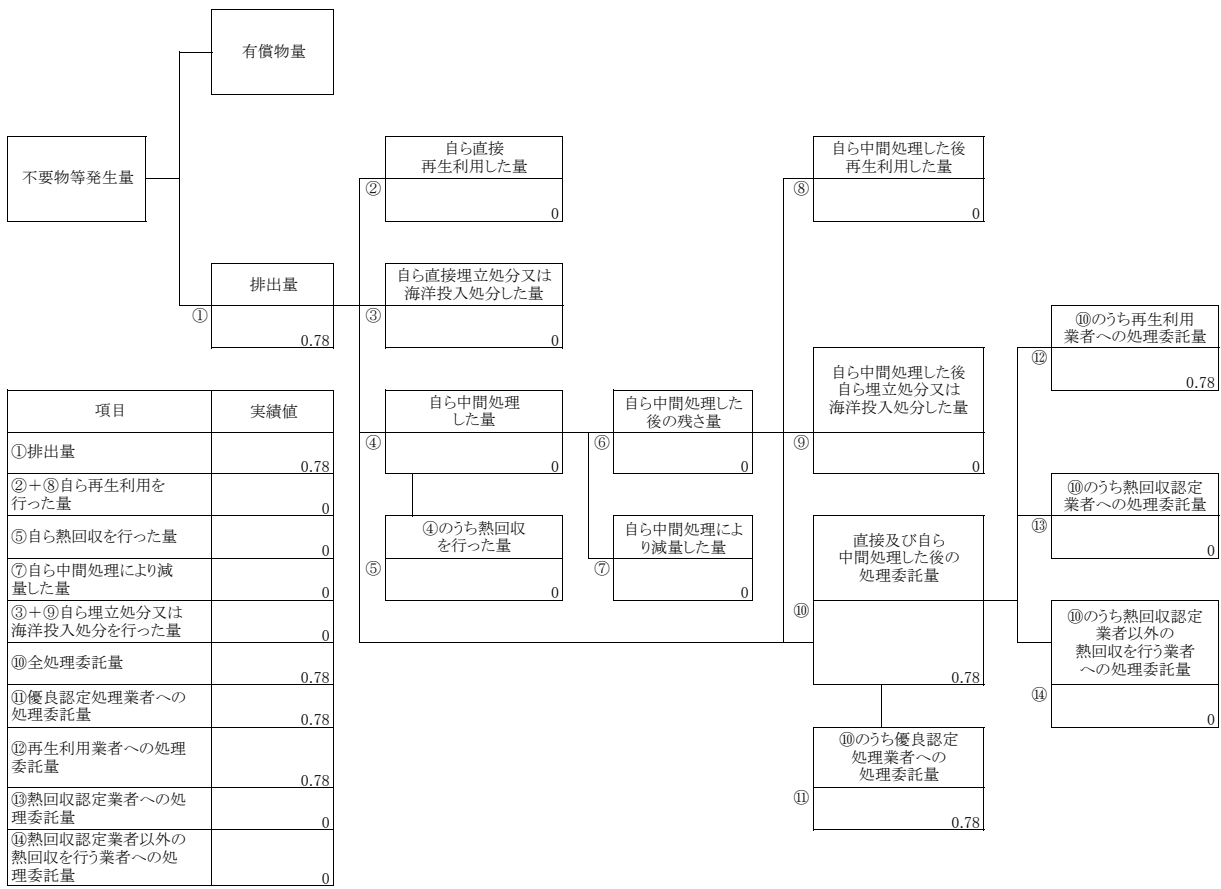 有償物量
不要物等発生量
自ら直接
再生利用した量
②
0
自ら中間処理した後
再生利用した量
⑧
0
排出量
①
0.78
自ら直接埋立処分又は
海洋投入処分した量
③
0
⑩のうち再生利用
業者への処理委託量
⑫
0.78
自ら中間処理
した量
④
0
自ら中間処理した
後の残さ量
⑥
0
自ら中間処理した後
自ら埋立処分又は
海洋投入処分した量
⑨
0
⑩のうち熱回収認定
業者への処理委託量
⑬
0
④のうち熱回収
を行った量
⑤
0
自ら中間処理によ
り減量した量
⑦
0
直接及び自ら
中間処理した後の
処理委託量
⑩
0.78
⑩のうち熱回収認定
業者以外の
熱回収を行う業者
への処理委託量
⑭
0
⑩のうち優良認定
処理業者への
処理委託量
⑪
0.78
項目
実績値
①排出量
0.78
②＋⑧自ら再生利用を
行った量
0
⑤自ら熱回収を行った量
0
⑦自ら中間処理により減
量した量
0
③＋⑨自ら埋立処分又は
海洋投入処分を行った量
0
⑩全処理委託量
0.78
⑪優良認定処理業者への
処理委託量
0.78
⑫再生利用業者への処理
委託量
0.78
⑬熱回収認定業者への処
理委託量
0
⑭熱回収認定業者以外の
熱回収を行う業者への処
理委託量
0